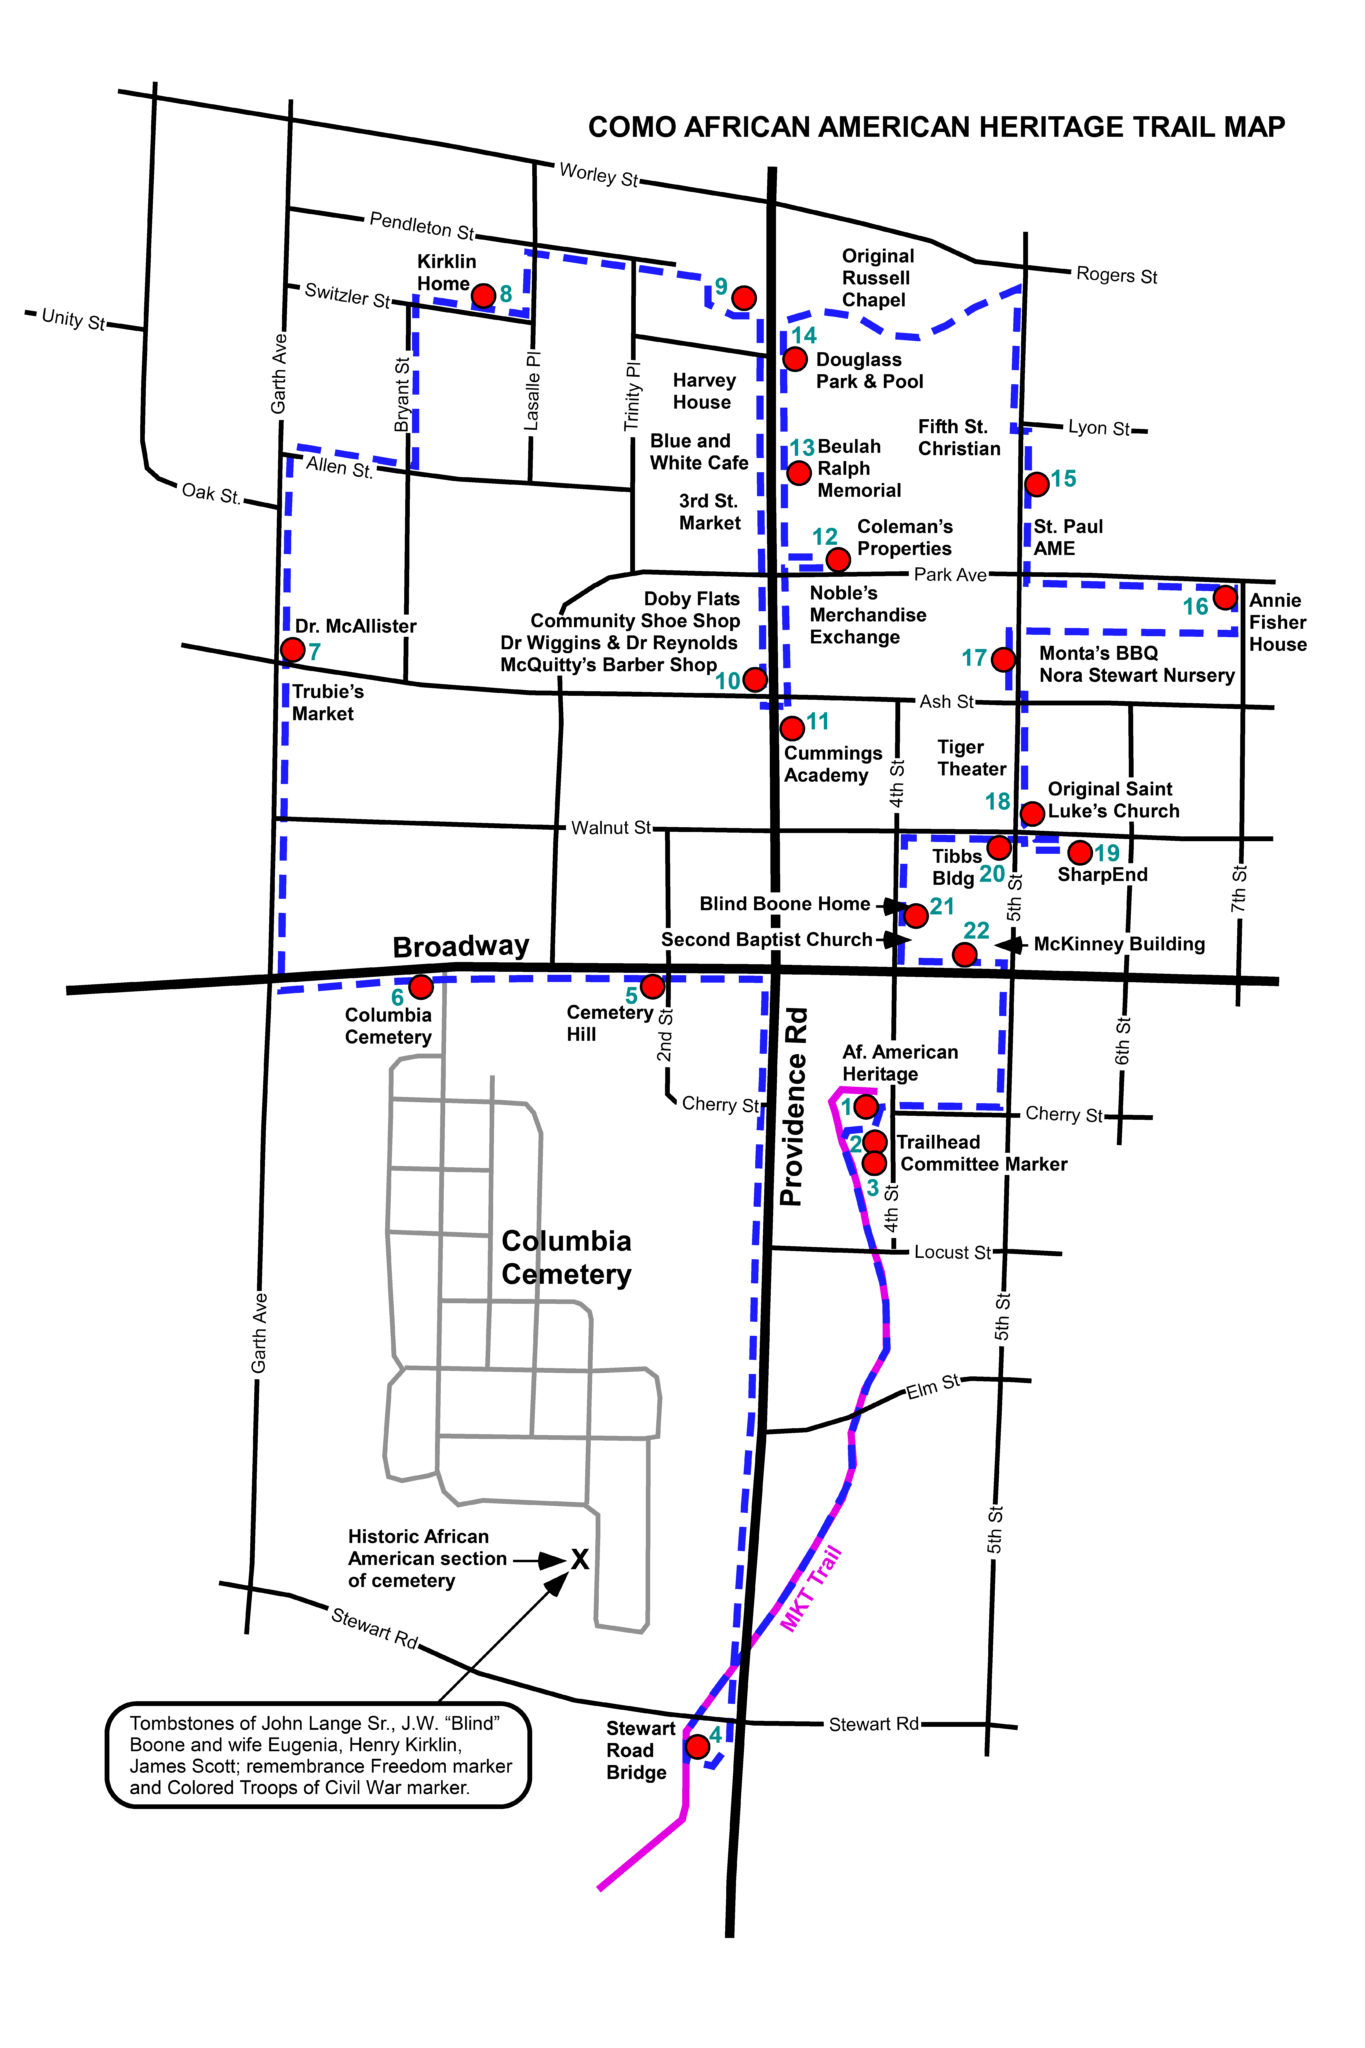 COMO AFRICAN AMERICAN HERITAGE TRAIL MAP
Worley St
Pendleton St
Rogers St
Original
Russell
Chapel
Kirklin
Home
8
9
Switzler St
Unity St
14
Douglass
Park & Pool
Garth Ave
Bryant St
Lasalle Pl
Trinity Pl
Harvey
House
Fifth St.
Christian
Lyon St
Blue and
White Cafe
13
Beulah
Ralph
Memorial
Allen St.
Oak St.
15
3rd St.
Market
12
Coleman's
Properties
St. Paul
AME
Park Ave
Noble's
Merchandise
Exchange
16
Annie
Fisher
House
Doby Flats
Community Shoe Shop
Dr Wiggins & Dr Reynolds
McQuitty's Barber Shop
10
Dr. McAllister
7
Trubie's
Market
17
Monta's BBQ
Nora Stewart Nursery
Ash St
11
Cummings
Academy
4th St
Tiger
Theater
18
Original Saint
Luke's Church
Walnut St
Tibbs
Bldg
20
19
SharpEnd
5th St
7th St
Blind Boone Home
21
Second Baptist Church
22
McKinney Building
Broadway
6
Columbia
Cemetery
5
Cemetery
Hill
2nd St
Providence Rd
6th St
Af. American
Heritage
1
Cherry St
Cherry St
2
Trailhead
Committee Marker
3
4th St
Columbia
Cemetery
Locust St
Garth Ave
5th St
Elm St
5th St
Historic African
American section
of cemetery
X
MKT Trail
Stewart Rd
Stewart Rd
Stewart
Road
Bridge
4
Tombstones of John Lange Sr., J.W. “Blind”
Boone and wife Eugenia, Henry Kirklin,
James Scott; remembrance Freedom marker
and Colored Troops of Civil War marker.